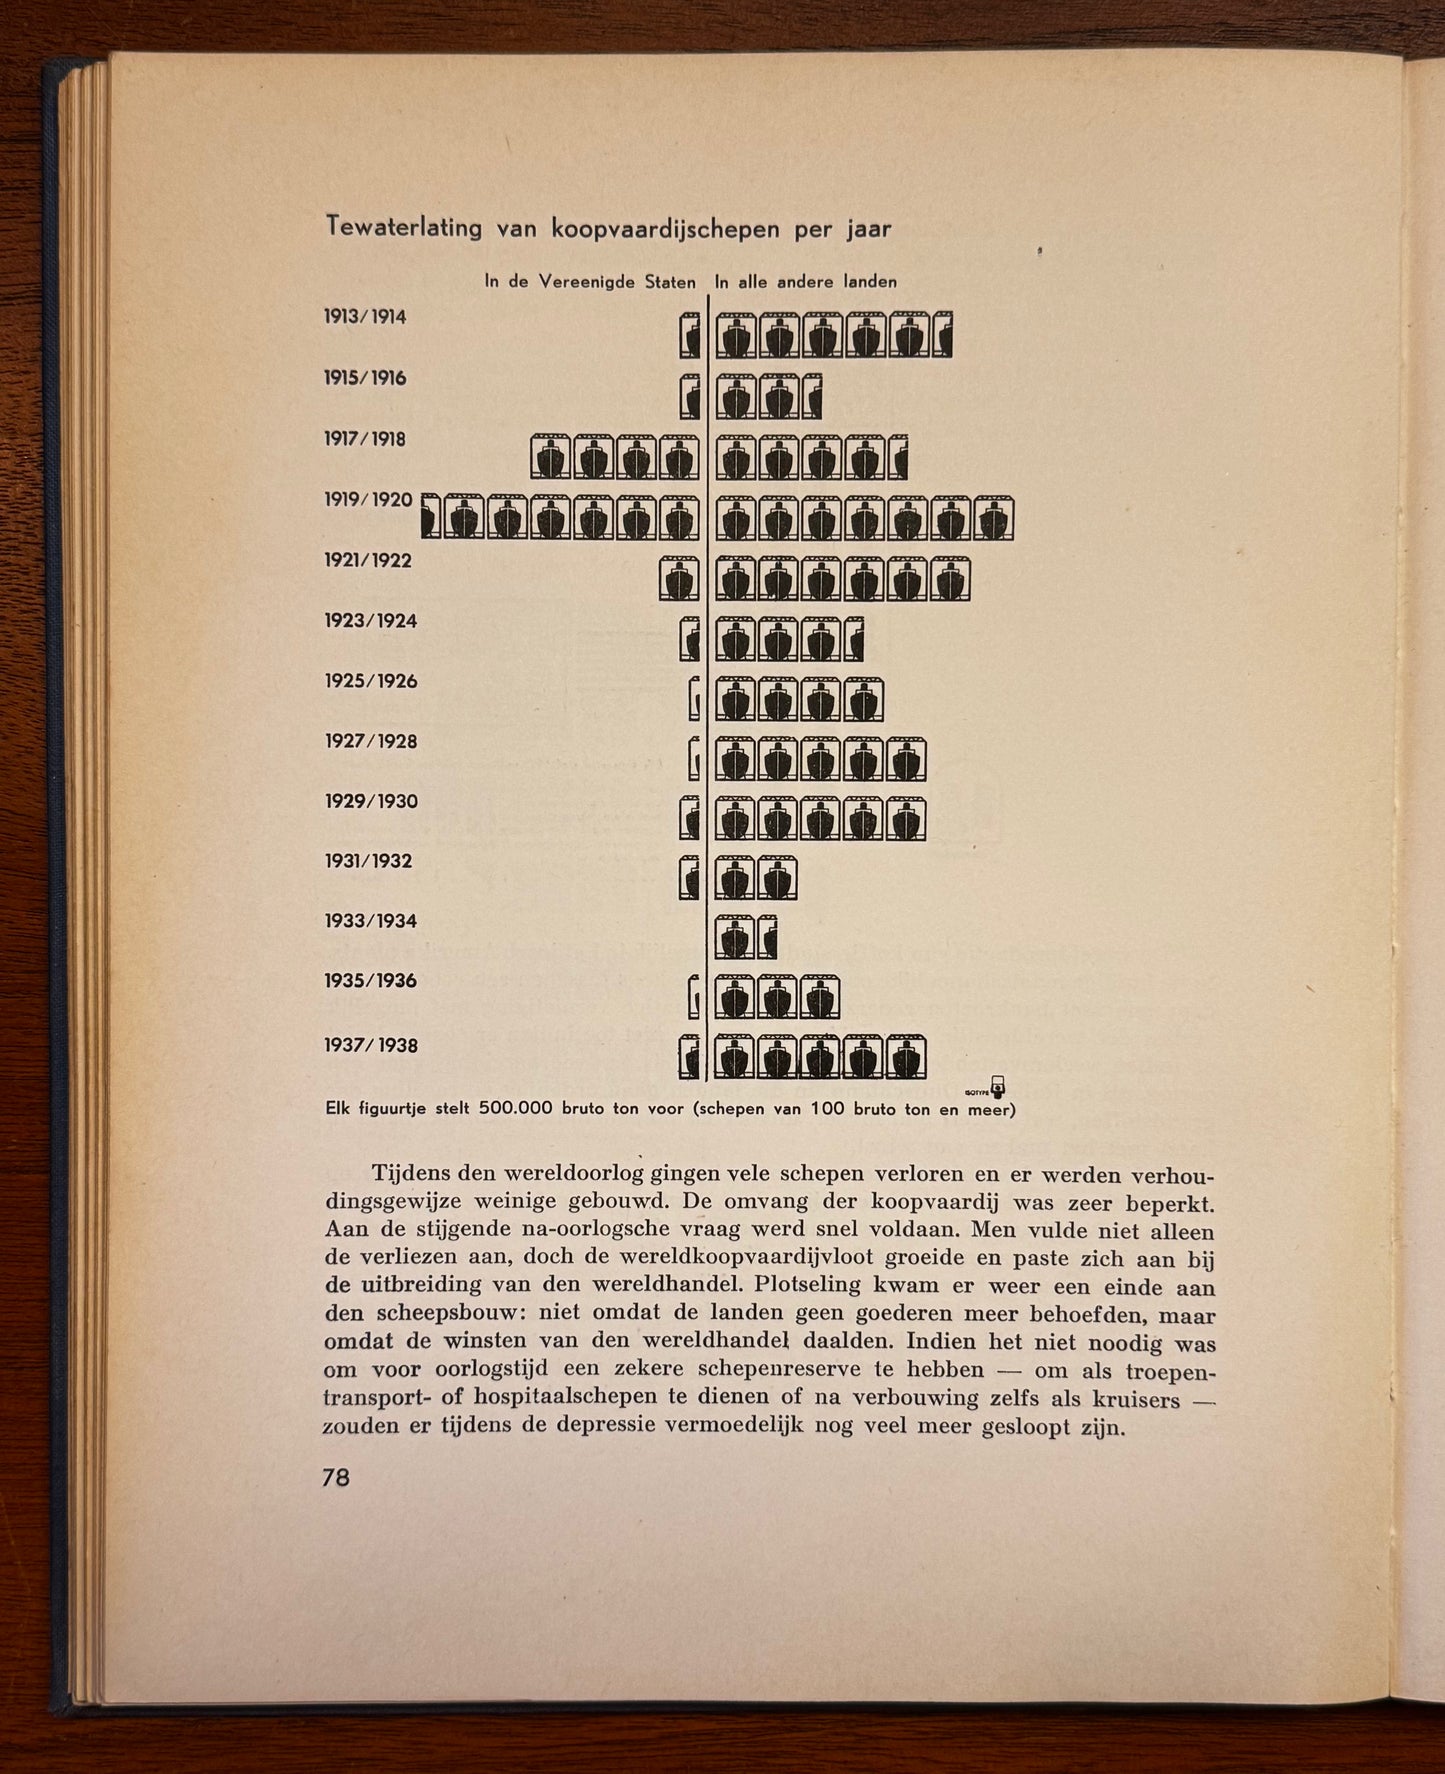 Tewaterlating van koopvaardijschepen per jaar
In de Vereenigde Staten In alle andere landen
1913/1914
1915/1916
1917/1918
1919/1920
1921/1922
1923/1924
1925/1926
1927/1928
1929/1930
1931/1932
1933/1934
1935/1936
1937/1938
ISOTYPE
Elk figuurtje stelt 500.000 bruto ton voor (schepen van 100 bruto ton en meer)
Tijdens den wereldoorlog gingen vele schepen verloren en er werden verhou-
dingsgewijze weinige gebouwd. De omvang der koopvaardij was zeer beperkt.
Aan de stijgende na-oorlogsche vraag werd snel voldaan. Men vulde niet alleen
de verliezen aan, doch de wereldkoopvaardijvloot groeide en paste zich aan bij
de uitbreiding van den wereldhandel. Plotseling kwam er weer een einde aan
den scheepsbouw: niet omdat de landen geen goederen meer behoefden, maar
omdat de winsten van den wereldhandel daalden. Indien het niet noodig was
om voor oorlogstijd een zekere schepenreserve te hebben — om als troepen-
transport- of hospitaalschepen te dienen of na verbouwing zelfs als kruisers —
zouden er tijdens de depressie vermoedelijk nog veel meer gesloopt zijn.
78